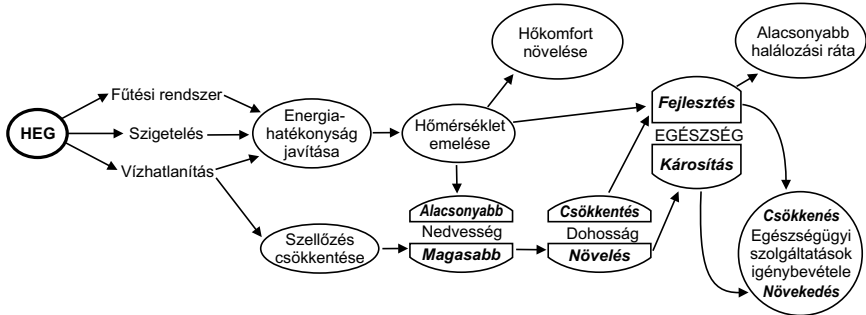 HEG
Fűtési rendszer
Szigetelés
Vízhatlanítás
Energia-
hatékonyság
javítása
Szellőzés
csökkentése
Hőmérséklet
emelése
Hőkomfort
növelése
Alacsonyabb
Nedvesség
Magasabb
Csökkentés
Dohosság
Növelés
Fejlesztés
EGÉSZSÉG
Károsítás
Alacsonyabb
halálozási ráta
Csökkenés
Egészségügyi
szolgáltatások
igénybevétele
Növekedés